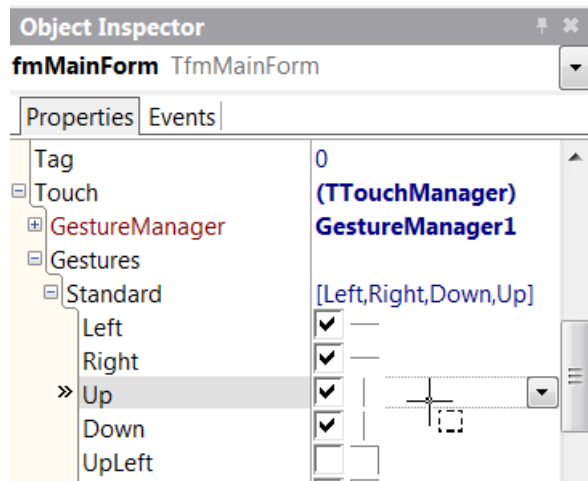 Object Inspector
fmMainForm TfmMainForm
Properties Events
Tag 0
Touch (TTouchManager)
GestureManager GestureManager1
Gestures
Standard [Left,Right,Down,Up]
Left
Right
Up
Down
UpLeft